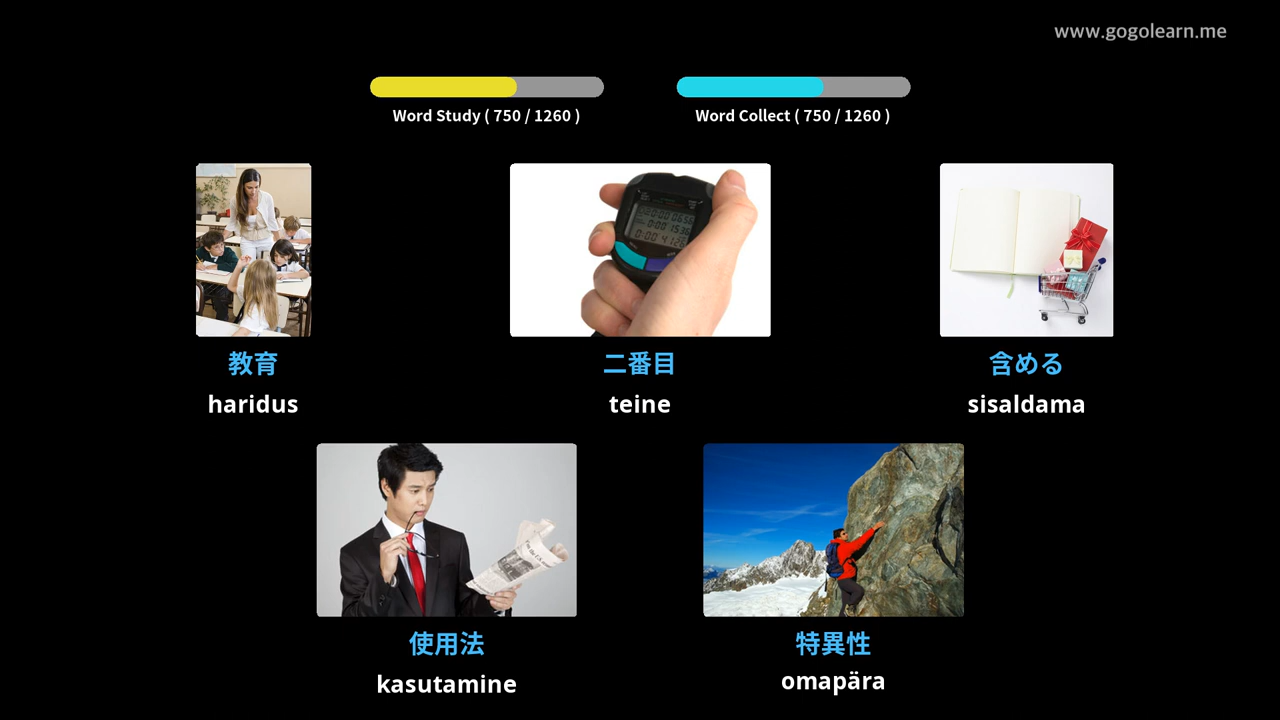 www.gogolearn.me
Word Study ( 750 / 1260 )
Word Collect ( 750 / 1260 )
教育
haridus
二番目
teine
含める
sisaldama
使用法
kasutamine
特異性
omapära